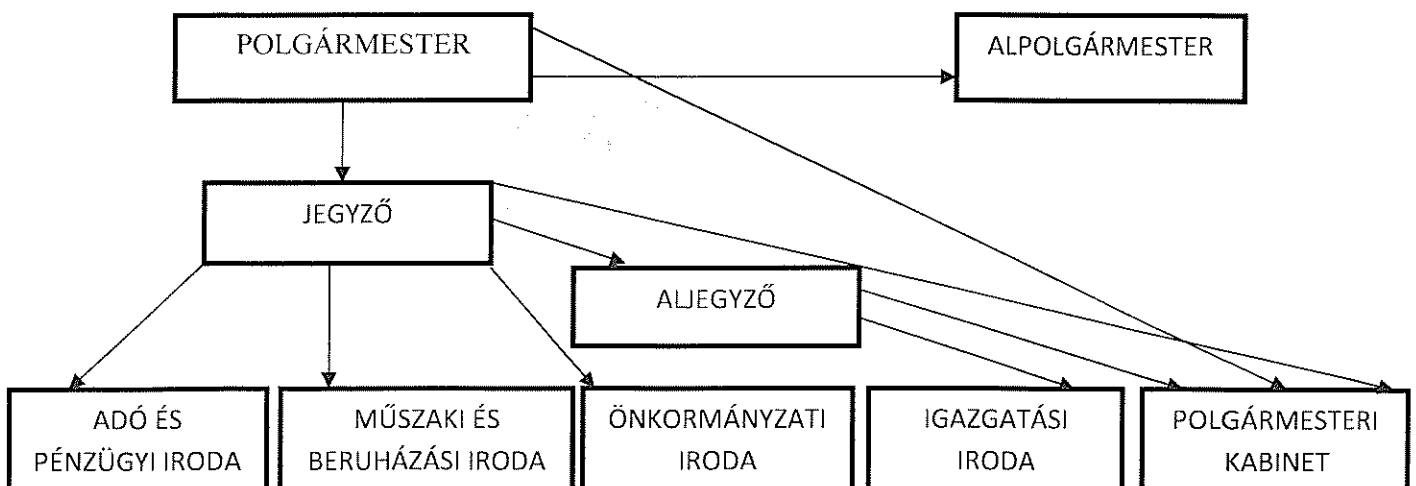 POLGÁRMESTER
ALPOLGÁRMESTER
JEGYZŐ
ALJEGYZŐ
ADÓ ÉS
PÉNZÜGYI IRODA
MŰSZAKI ÉS
BERUHÁZÁSI IRODA
ÖNKORMÁNYZATI
IRODA
IGAZGATÁSI
IRODA
POLGÁRMESTERI
KABINET